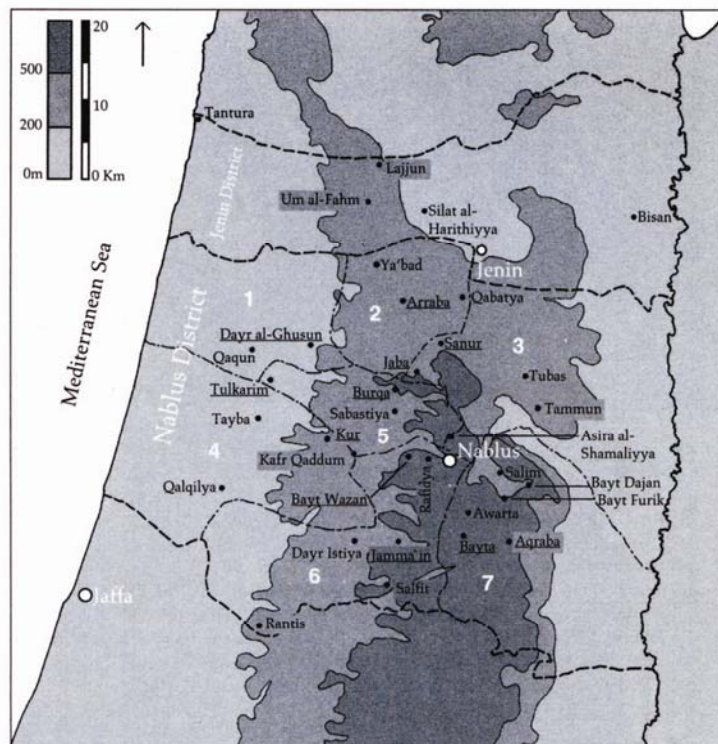 500
200
0m
20
10
0 Km
Tantura
Lajjun
Um al-Fahm
Silat al-
Harithiyya
Bisan
Jenin District
Jenin
Ya'bad
Mediterranean Sea
1
2
Arraba
Qabatya
Nablus District
Dayr al-Ghusun
Qaqun
Sanur
3
Jaba
Tulkarim
Burqa
Tubas
Tayba
Sabastiya
Tammun
Kur
5
Asira al-
Shamaliyya
4
Kafr Qaddum
Nablus
Rafidya
Salim
Qalqilya
Bayt Wazan
Bayt Dajan
Bayt Furik
Awarta
Dayr Istiya
Jamma'in
Bayta
Aqraba
6
7
Jaffa
Salfit
Rantis